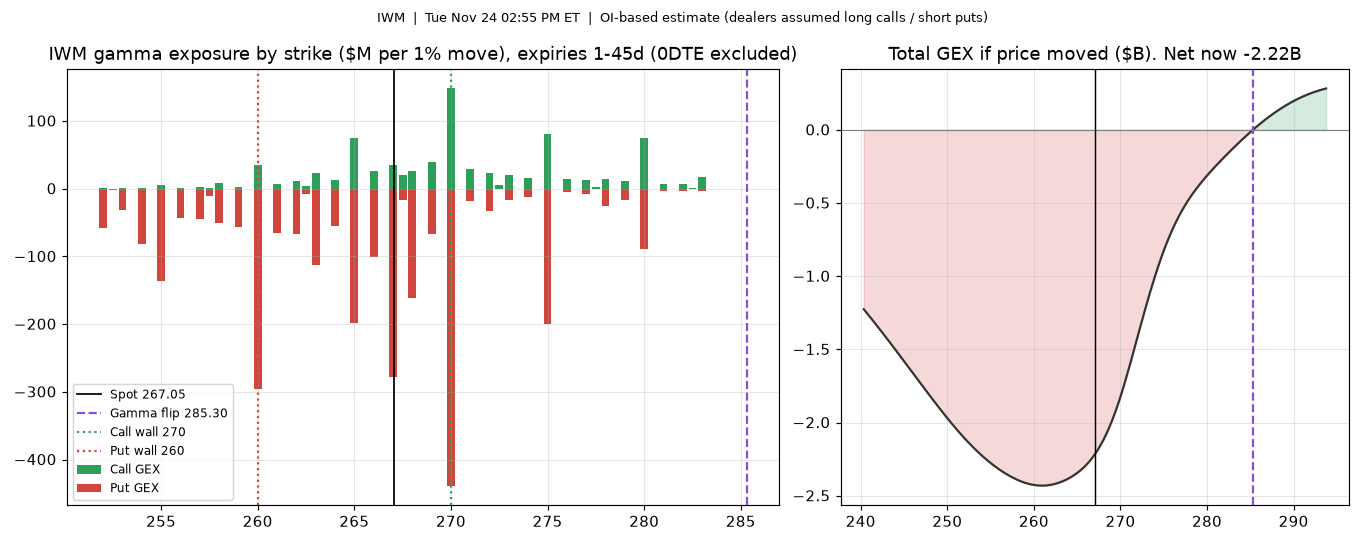 IWM | Tue Nov 24 02:55 PM ET | OI-based estimate (dealers assumed long calls / short puts)
IWM gamma exposure by strike ($M per 1% move), expiries 1-45d (0DTE excluded)
100
0
−100
−200
−300
−400
Spot 267.05
Gamma flip 285.30
Call wall 270
Put wall 260
Call GEX
Put GEX
255 260 265 270 275 280 285
Total GEX if price moved ($B). Net now -2.22B
0.0
−0.5
−1.0
−1.5
−2.0
−2.5
240 250 260 270 280 290